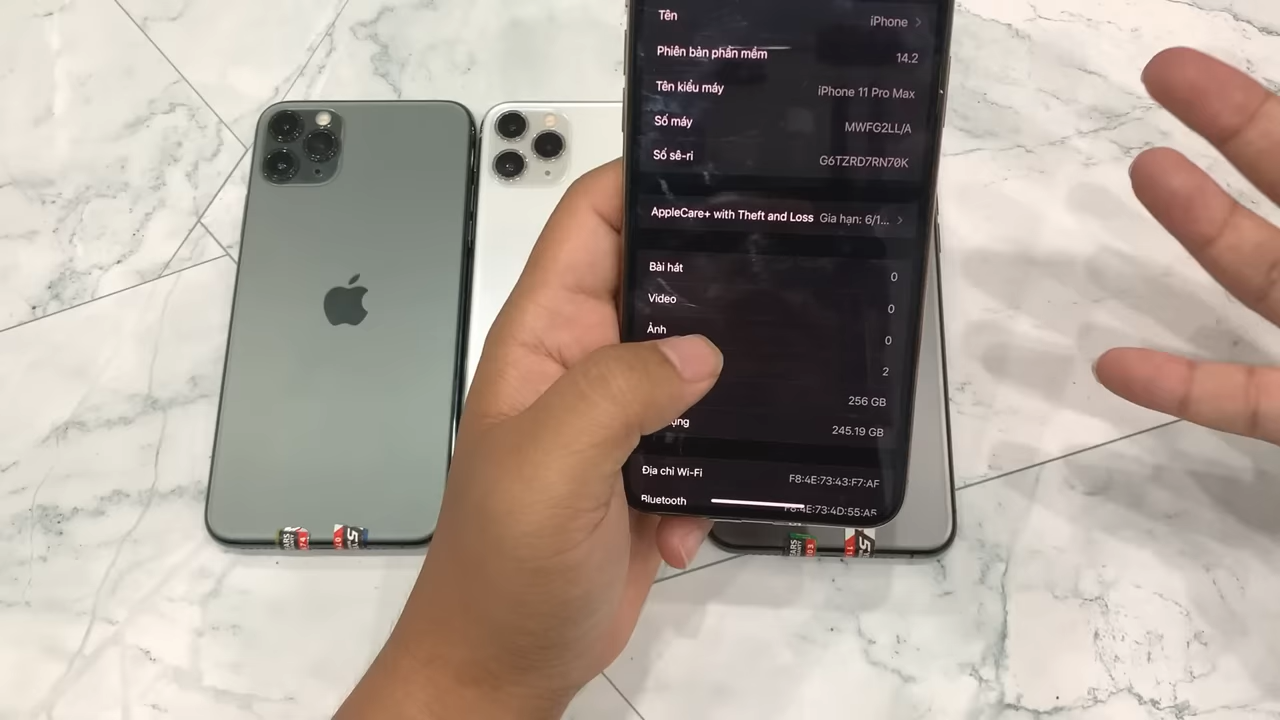 Tên iPhone
Phiên bản phần mềm 14.2
Tên kiểu máy iPhone 11 Pro Max
Số máy MWFG2LL/A
Số sê-ri G6TZRD7RN70K
AppleCare+ with Theft and Loss Gia hạn: 6/1...
Bài hát 0
Video 0
Ảnh 0
2
256 GB
ụng 245.19 GB
Địa chỉ Wi-Fi F8:4E:73:43:F7:AF
Bluetooth F8:4E:73:4D:55:A5